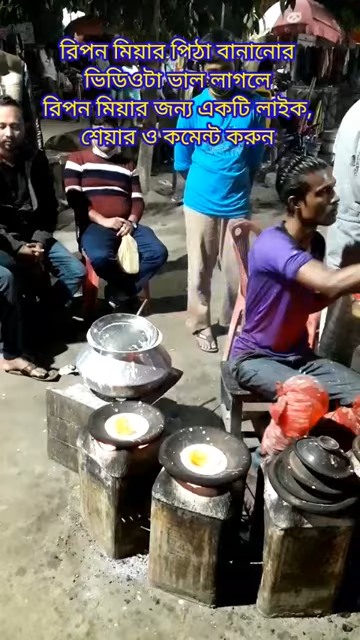 রিপন মিয়ার পিঠা বানানোর
ভিডিওটা ভাল লাগলে
রিপন মিয়ার জন্য একটি লাইক,
শেয়ার ও কমেন্ট করুন